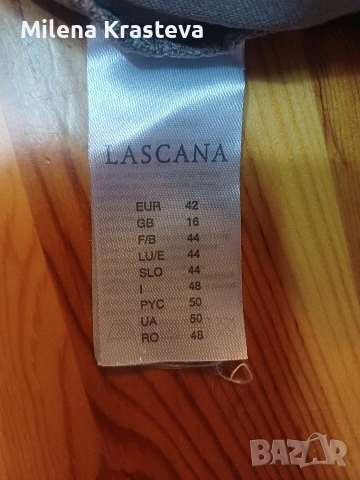 Milena Krasteva
LASCANA
EUR 42
GB 16
F/B 44
LU/E 44
SLO 44
I 48
РУС 50
UA 50
RO 48
BAZAR